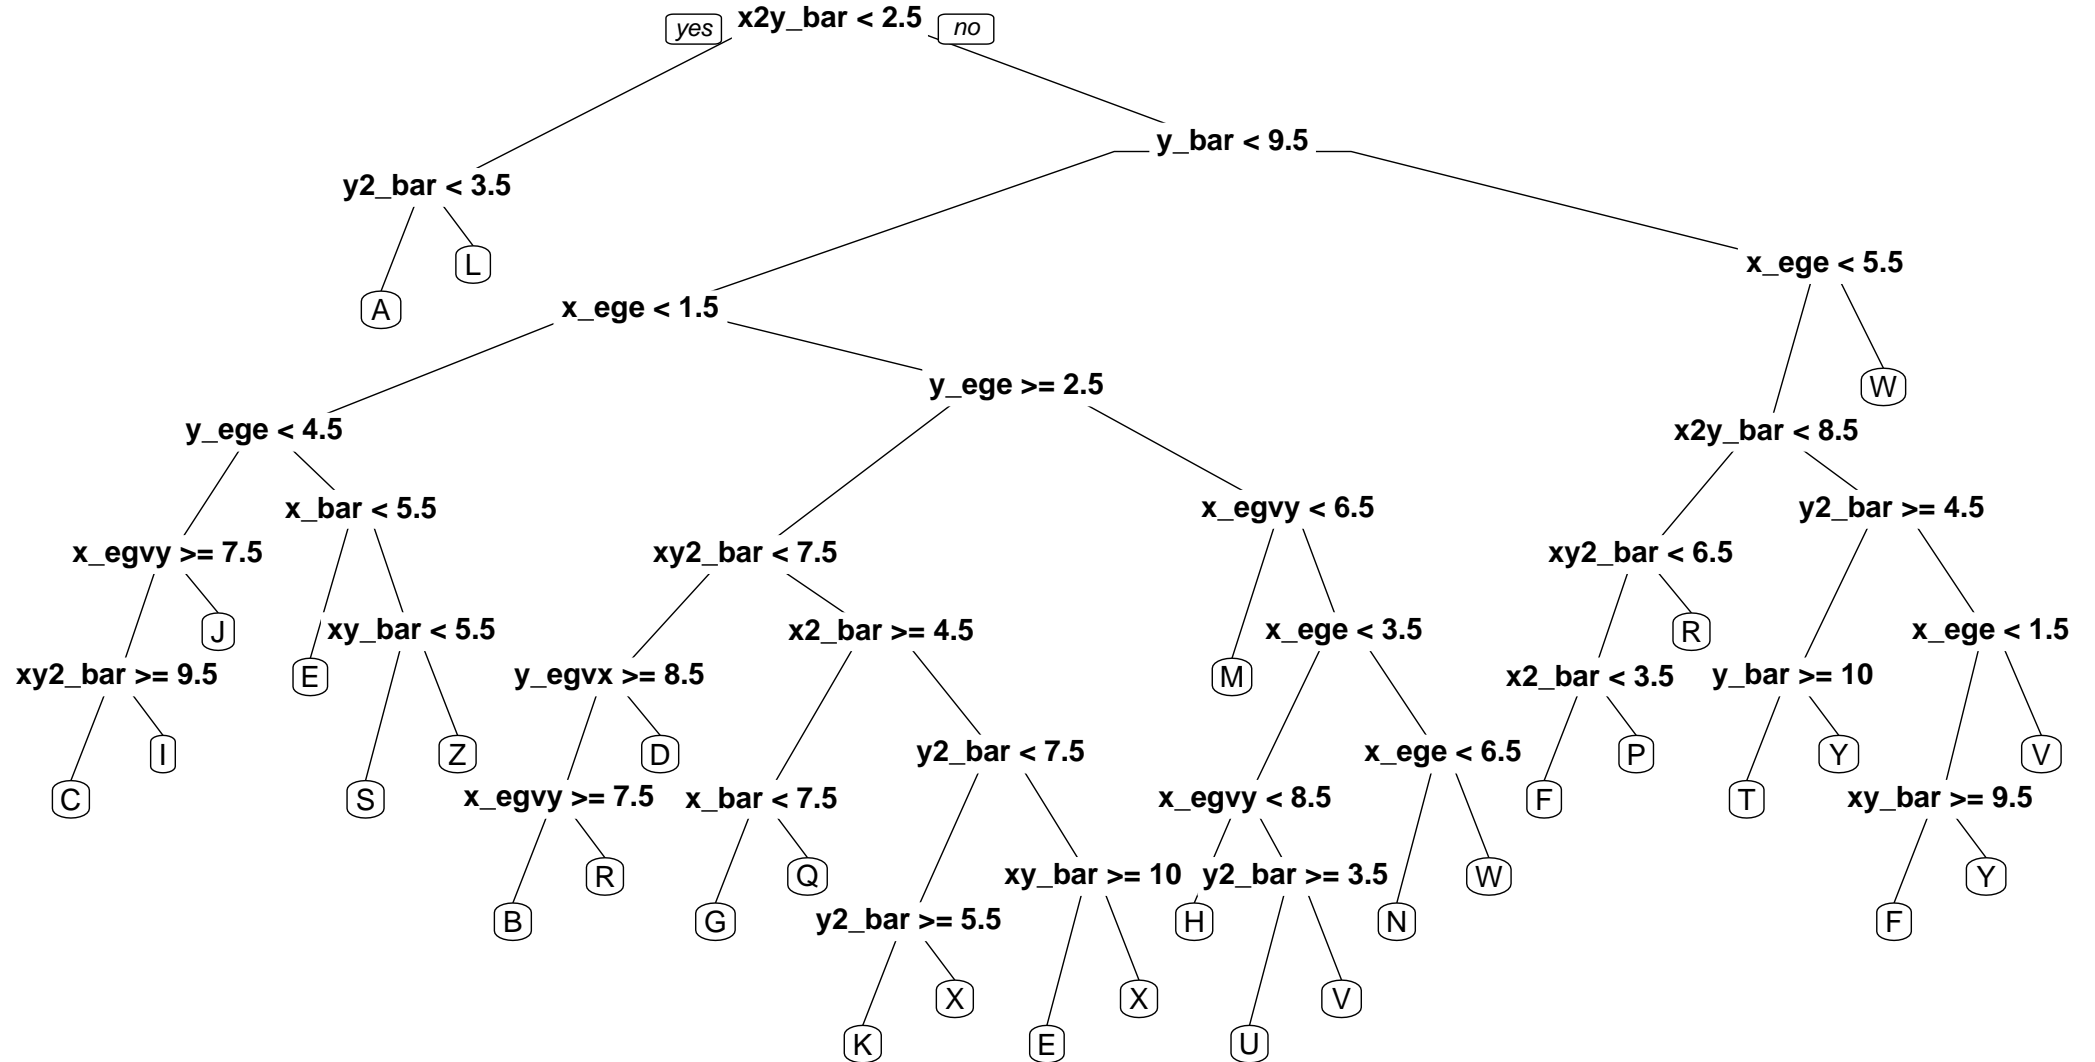 yes x2y_bar < 2.5 no
y_bar < 9.5
y2_bar < 3.5
L
x_ege < 5.5
A
x_ege < 1.5
y_ege >= 2.5
W
y_ege < 4.5
x2y_bar < 8.5
x_bar < 5.5
x_egvy < 6.5
y2_bar >= 4.5
x_egvy >= 7.5
xy2_bar < 7.5
xy2_bar < 6.5
J
xy_bar < 5.5
x2_bar >= 4.5
x_ege < 3.5
R
x_ege < 1.5
xy2_bar >= 9.5
E
y_egvx >= 8.5
M
x2_bar < 3.5
y_bar >= 10
I
Z
D
y2_bar < 7.5
x_ege < 6.5
P
Y
V
C
S
x_egvy >= 7.5
x_bar < 7.5
x_egvy < 8.5
F
T
xy_bar >= 9.5
R
Q
xy_bar >= 10
y2_bar >= 3.5
W
Y
B
G
y2_bar >= 5.5
H
N
F
X
X
V
K
E
U